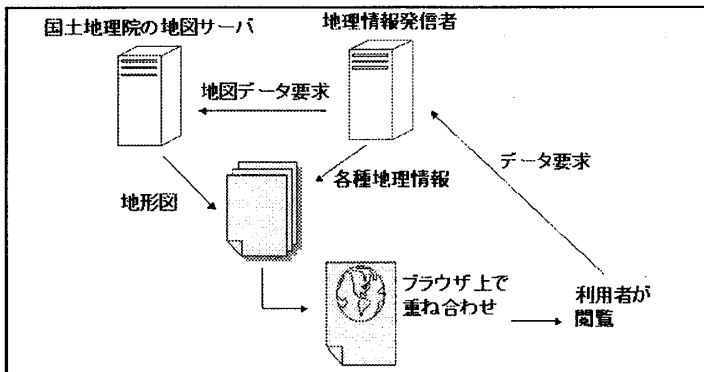 国土地理院の地図サーバ
地理情報発信者
地図データ要求
データ要求
地形図
各種地理情報
ブラウザ上で
重ね合わせ
利用者が
閲覧